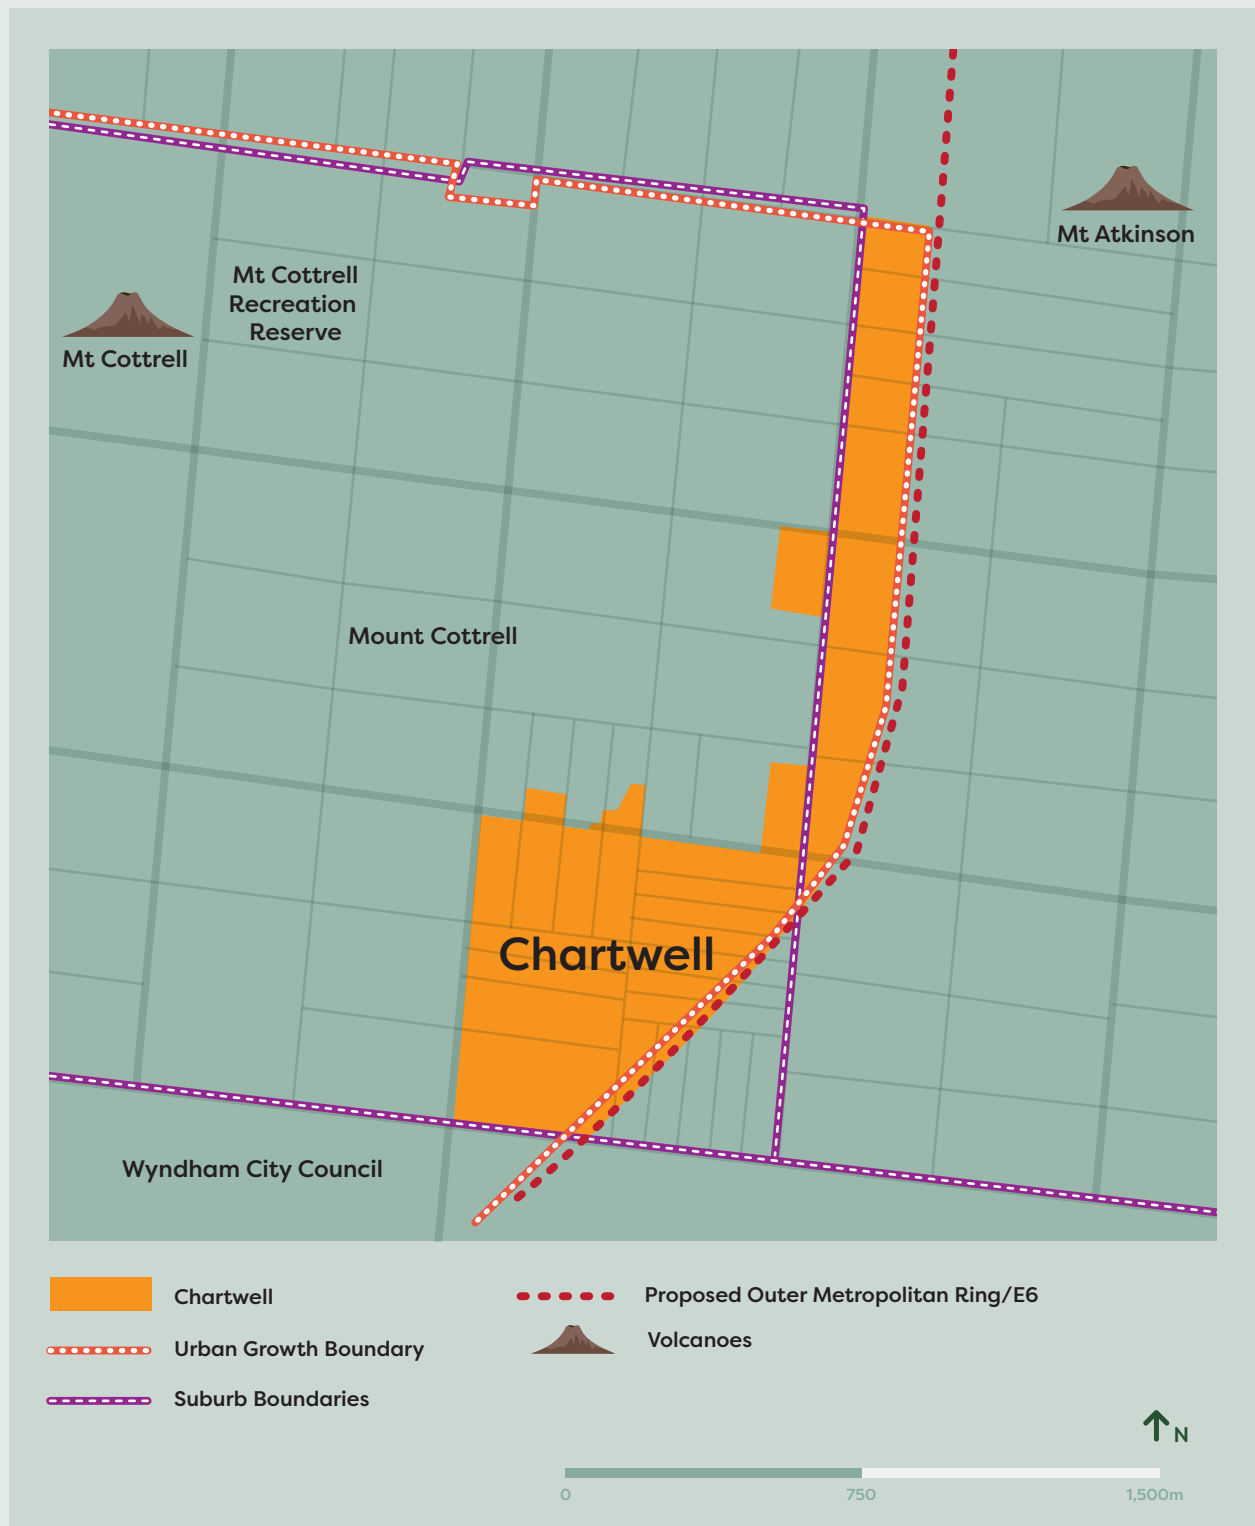 Mt Atkinson
Mt Cottrell
Recreation
Reserve
Mt Cottrell
Mount Cottrell
Chartwell
Wyndham City Council
Chartwell
Urban Growth Boundary
Suburb Boundaries
Proposed Outer Metropolitan Ring/E6
Volcanoes
N
0 750 1,500m